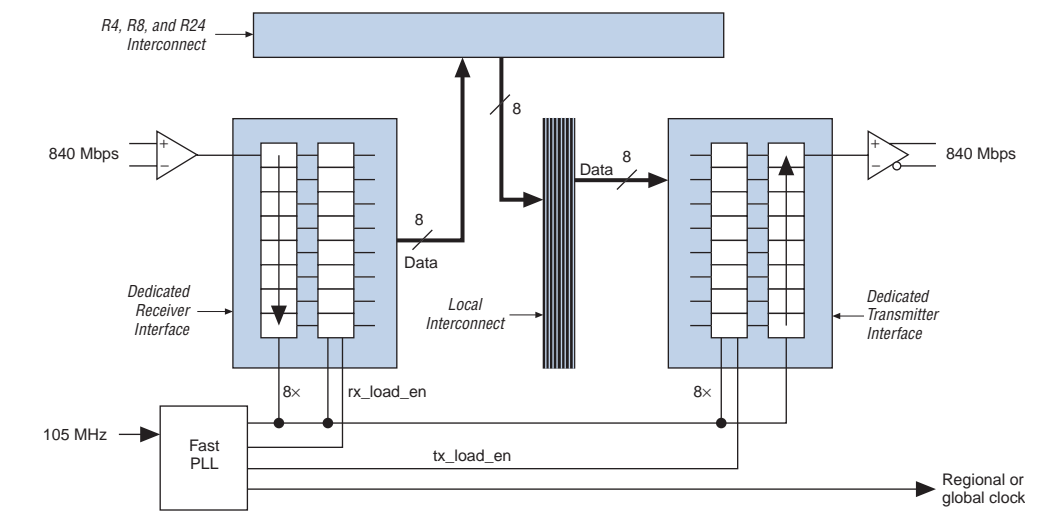 R4, R8, and R24
Interconnect
8
840 Mbps
+
−
8
Data
Data
8
+
−
840 Mbps
Dedicated
Receiver
Interface
Local
Interconnect
Dedicated
Transmitter
Interface
8×
rx_load_en
8×
105 MHz
Fast
PLL
tx_load_en
Regional or
global clock